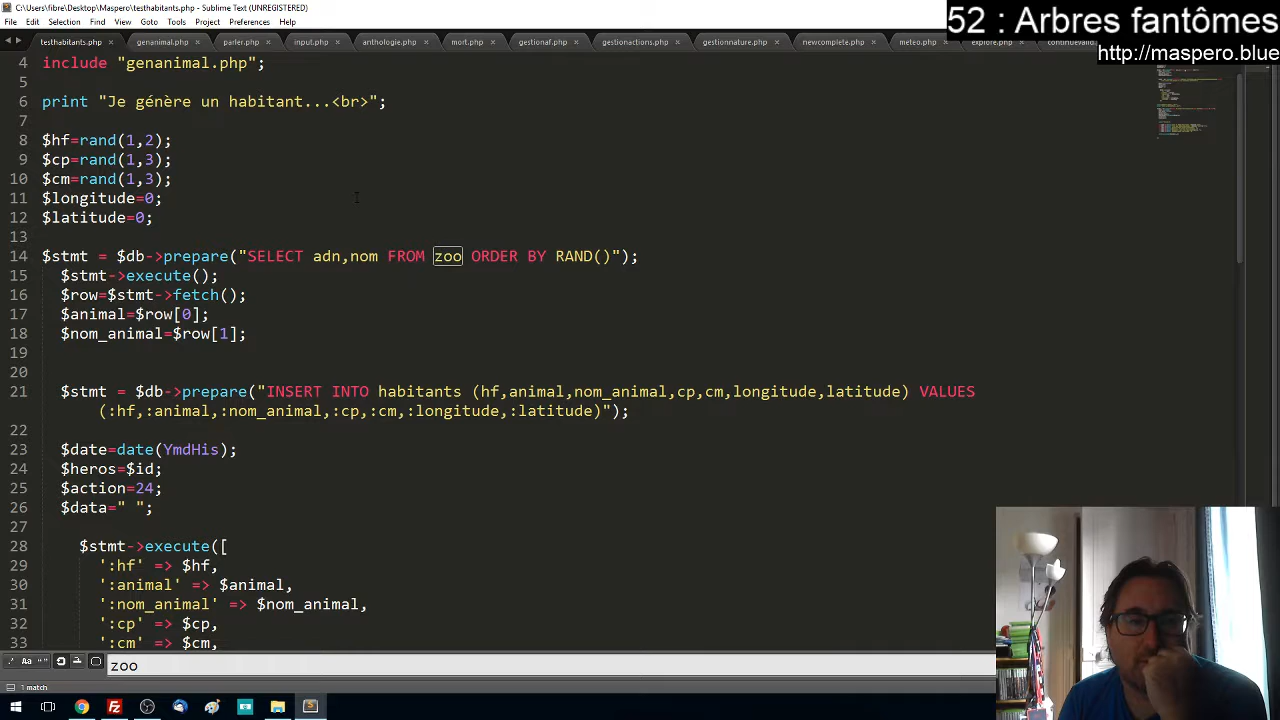 C:\Users\fibre\Desktop\Maspero\testhabitants.php - Sublime Text (UNREGISTERED)
52 : Arbres fantômes
http://maspero.blue
File Edit Selection Find View Goto Tools Project Preferences Help
testhabitants.php × genanimal.php × parler.php × input.php × anthologie.php × mort.php × gestionaf.php × gestionactions.php × gestionnature.php × newcomplete.php × meteo.php × explore.php ×
4 include "genanimal.php";
5
6 print "Je génère un habitant...<br>";
7
8 $hf=rand(1,2);
9 $cp=rand(1,3);
10 $cm=rand(1,3);
11 $longitude=0;
12 $latitude=0;
13
14 $stmt = $db->prepare("SELECT adn,nom FROM zoo ORDER BY RAND()");
15 $stmt->execute();
16 $row=$stmt->fetch();
17 $animal=$row[0];
18 $nom_animal=$row[1];
19
20
21 $stmt = $db->prepare("INSERT INTO habitants (hf,animal,nom_animal,cp,cm,longitude,latitude) VALUES
(:hf,:animal,:nom_animal,:cp,:cm,:longitude,:latitude)");
22
23 $date=date(YmdHis);
24 $heros=$id;
25 $action=24;
26 $data=" ";
27
28 $stmt->execute([
29 ':hf' => $hf,
30 ':animal' => $animal,
31 ':nom_animal' => $nom_animal,
32 ':cp' => $cp,
33 ':cm' => $cm,
.* Aa "" zoo
1 match